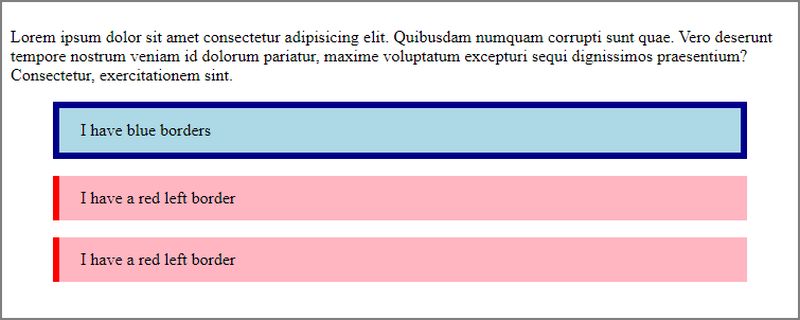 Lorem ipsum dolor sit amet consectetur adipisicing elit. Quibusdam numquam corrupti sunt quae. Vero deserunt
tempore nostrum veniam id dolorum pariatur, maxime voluptatum excepturi sequi dignissimos praesentium?
Consectetur, exercitationem sint.
I have blue borders
I have a red left border
I have a red left border